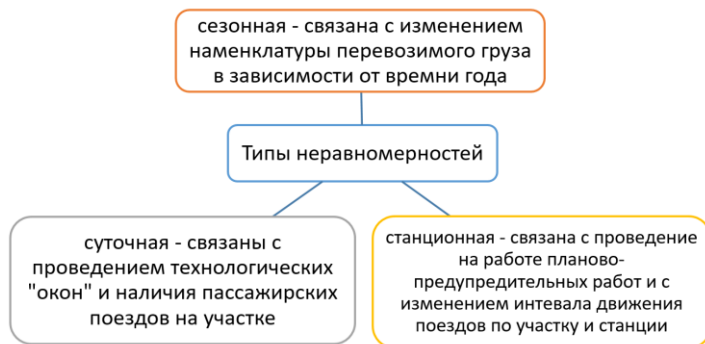 сезонная - связана с изменением
наменклатуры перевозимого груза
в зависимости от времни года
Типы неравномерностей
суточная - связаны с
проведением технологических
"окон" и наличия пассажирских
поездов на участке
станционная - связана с проведение
на работе планово-
предупредительных работ и с
изменением интевала движения
поездов по участку и станции